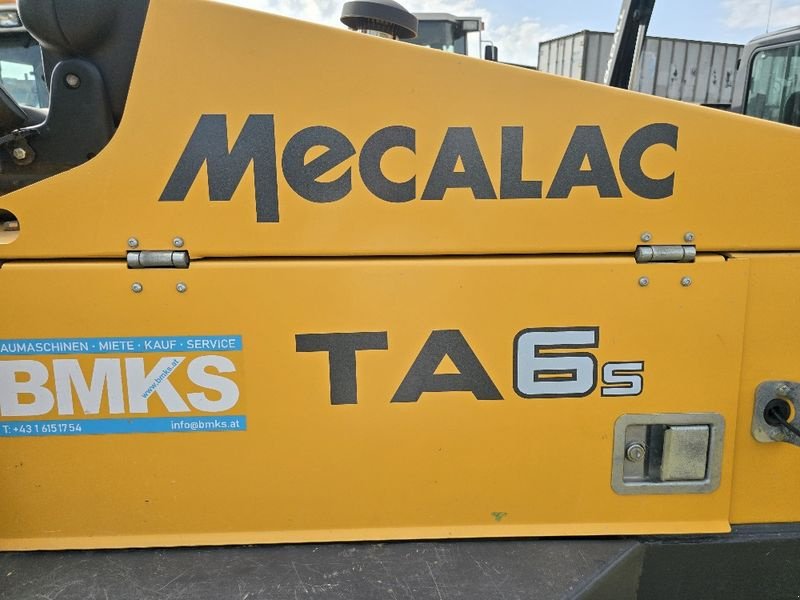 MeCALAC
TA6s
AUMASCHINEN · MIETE · KAUF · SERVICE
BMKS
www.bmks.at
T: +43 1 6151754 info@bmks.at